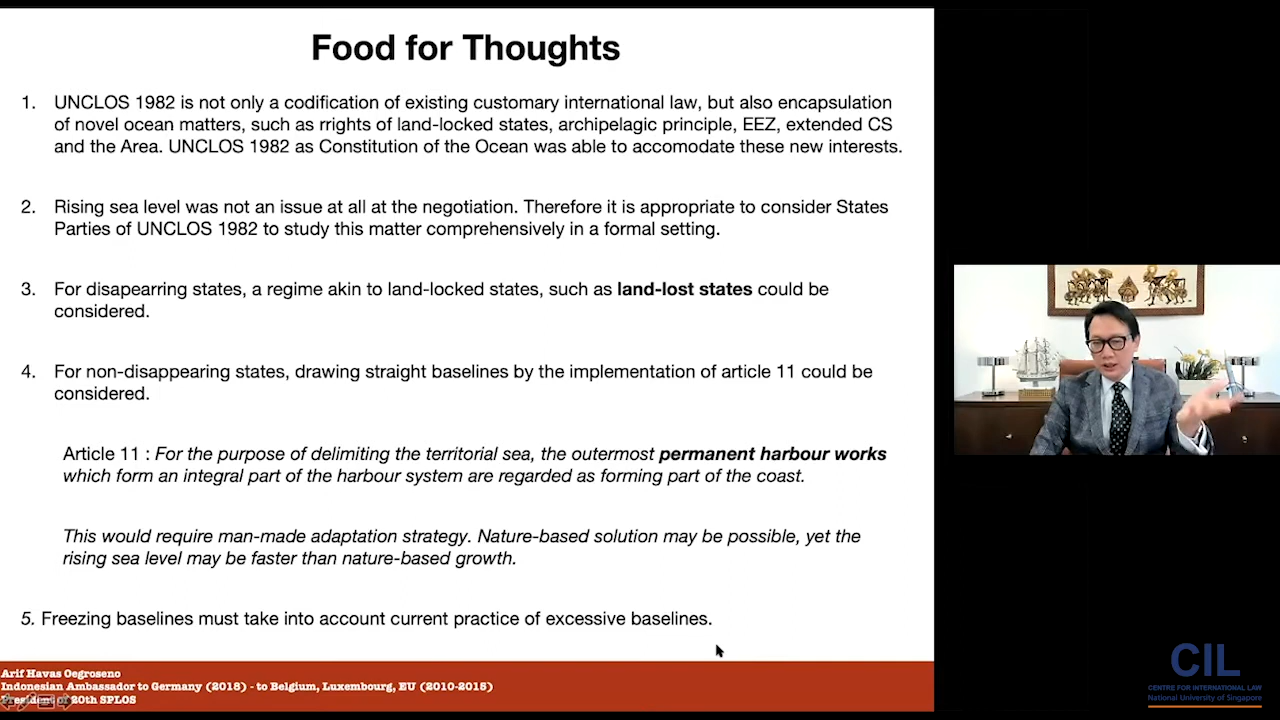 Food for Thoughts
1. UNCLOS 1982 is not only a codification of existing customary international law, but also encapsulation
of novel ocean matters, such as rrights of land-locked states, archipelagic principle, EEZ, extended CS
and the Area. UNCLOS 1982 as Constitution of the Ocean was able to accomodate these new interests.
2. Rising sea level was not an issue at all at the negotiation. Therefore it is appropriate to consider States
Parties of UNCLOS 1982 to study this matter comprehensively in a formal setting.
3. For disapearring states, a regime akin to land-locked states, such as land-lost states could be
considered.
4. For non-disappearing states, drawing straight baselines by the implementation of article 11 could be
considered.
Article 11 : For the purpose of delimiting the territorial sea, the outermost permanent harbour works
which form an integral part of the harbour system are regarded as forming part of the coast.
This would require man-made adaptation strategy. Nature-based solution may be possible, yet the
rising sea level may be faster than nature-based growth.
5. Freezing baselines must take into account current practice of excessive baselines.
Arif Havas Oegroseno
Indonesian Ambassador to Germany (2018) - to Belgium, Luxembourg, EU (2010-2015)
President of 20th SPLOS
CIL
CENTRE FOR INTERNATIONAL LAW
National University of Singapore